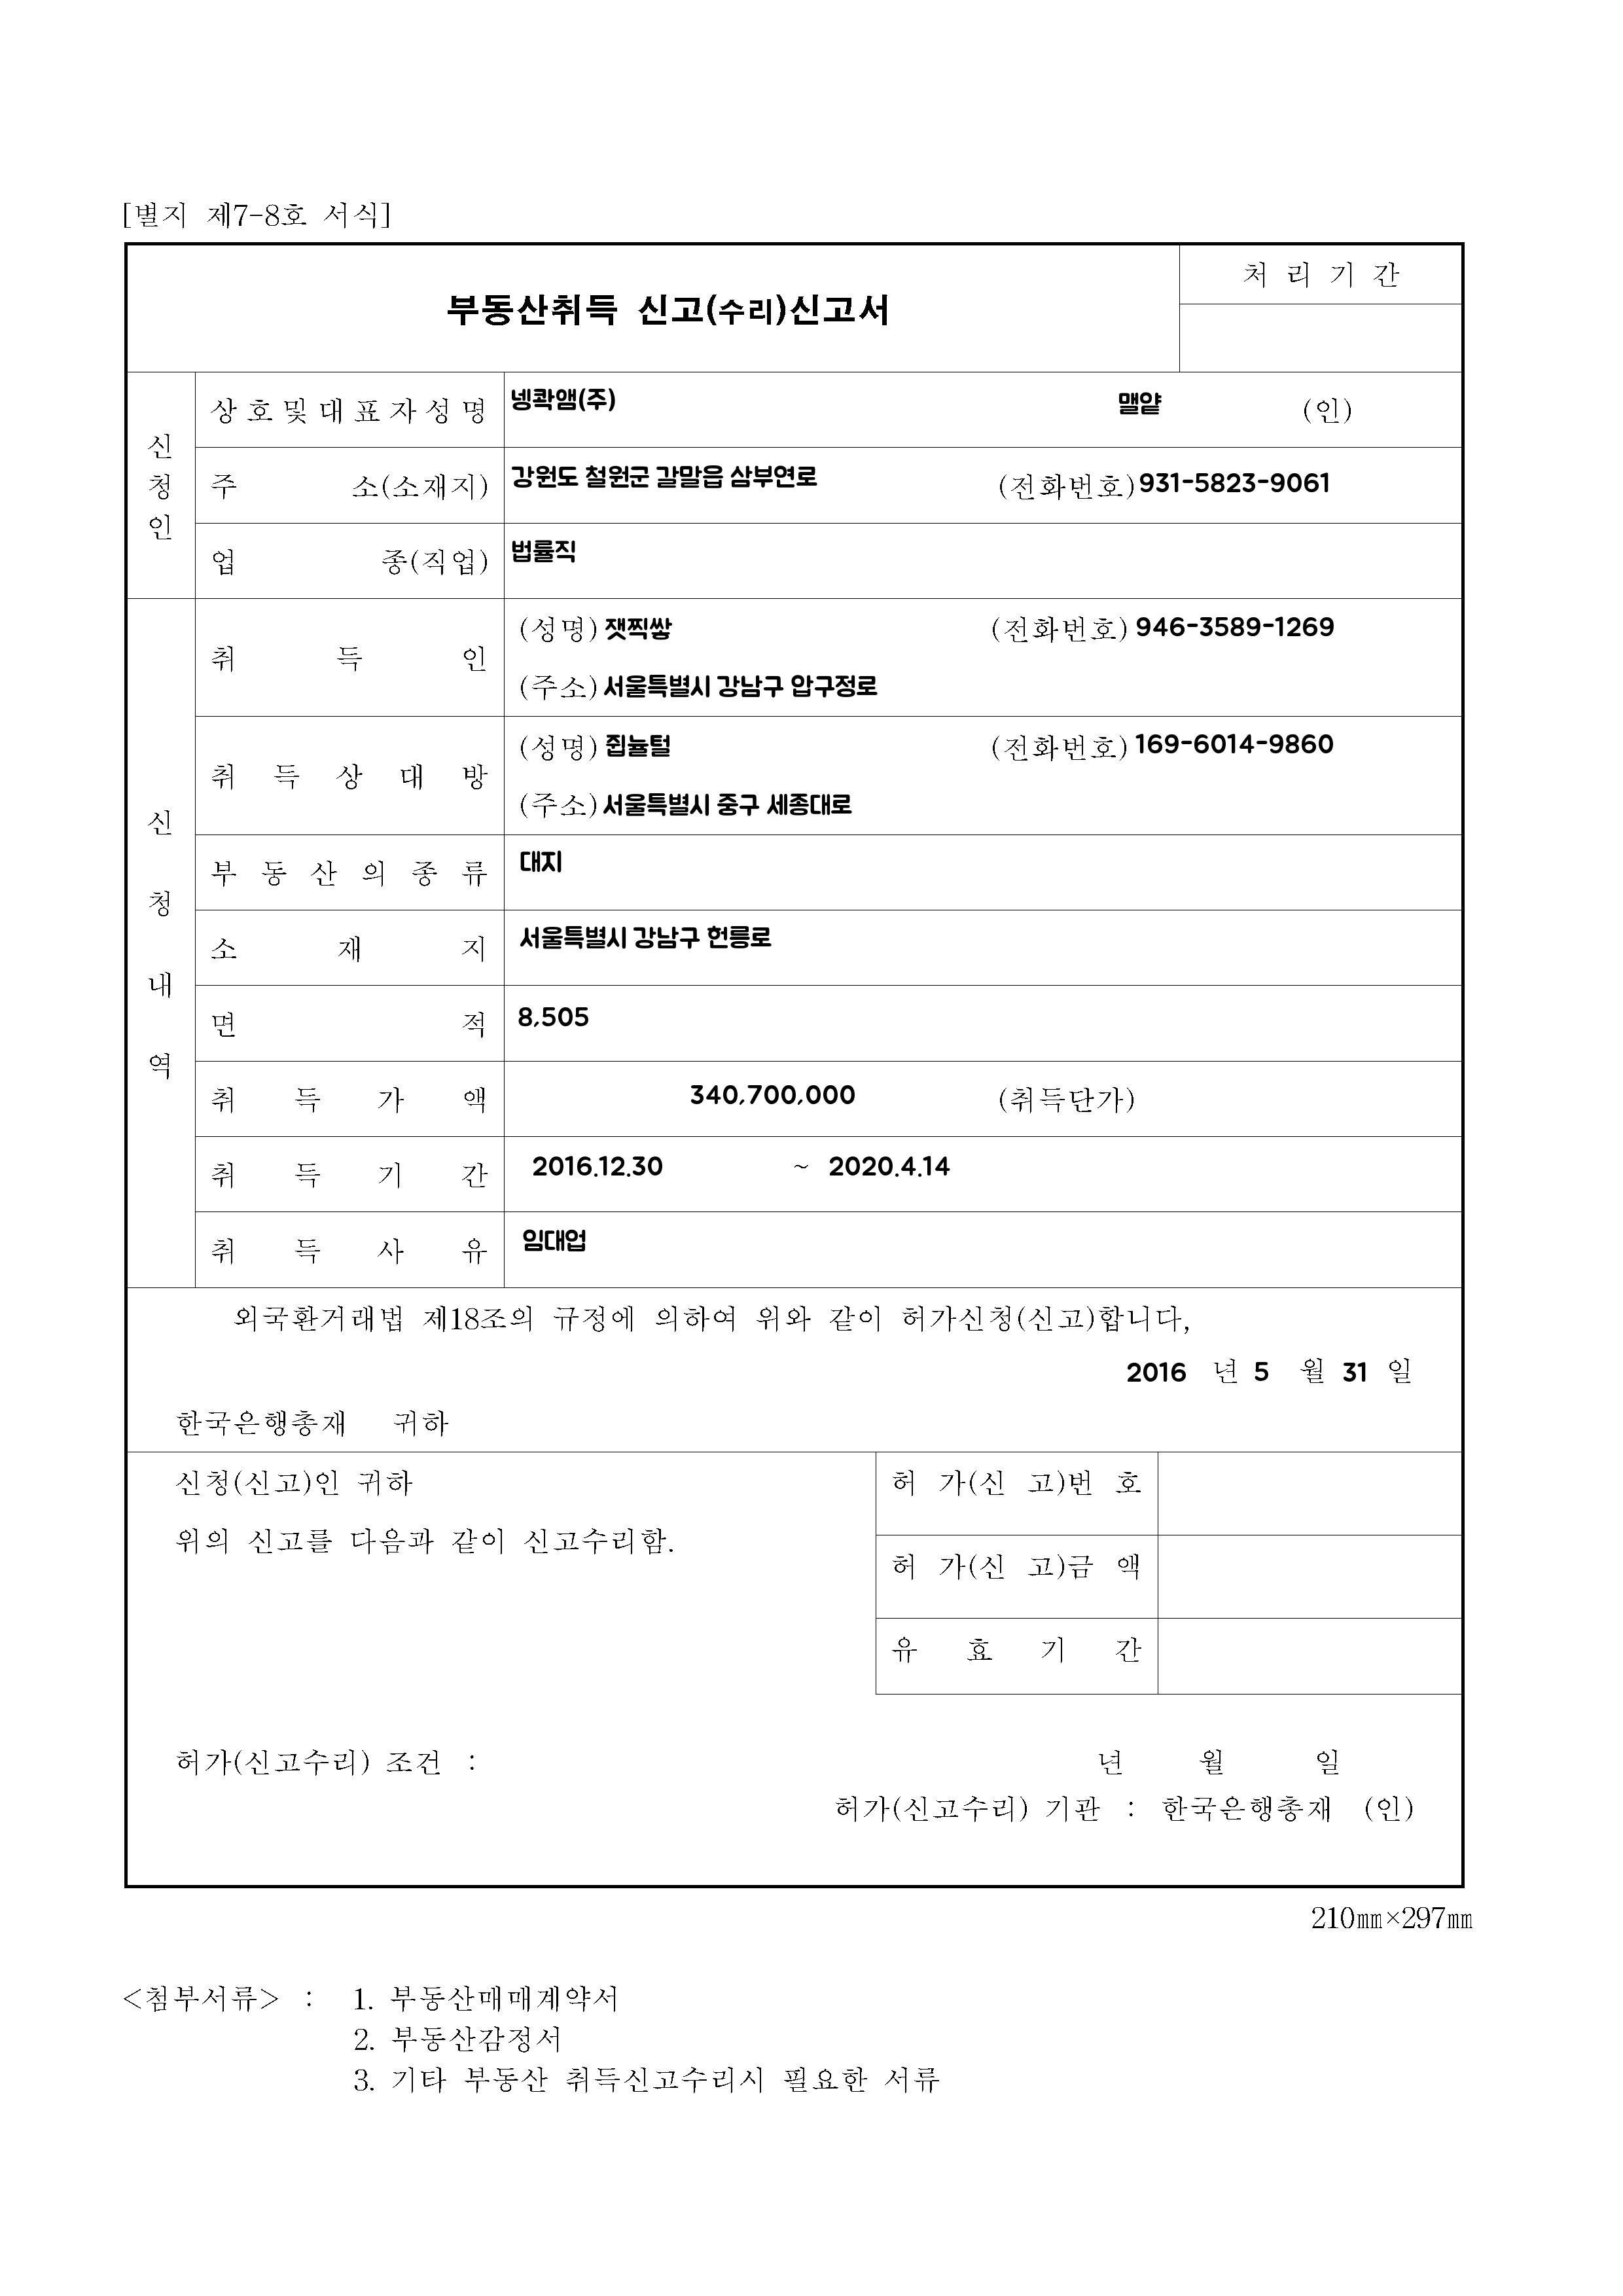 [별지 제7-8호 서식]
부동산취득 신고(수리)신고서
처 리 기 간
신청인
상 호 및 대 표 자 성 명 넹콱앰(주) 맬얕 (인)
주 소(소재지) 강원도 철원군 갈말읍 삼부연로 (전화번호) 931-5823-9061
업 종(직업) 법률직
신청내역
취 득 인 (성명) 잿찍쌓 (전화번호) 946-3589-1269
(주소) 서울특별시 강남구 압구정로
취 득 상 대 방 (성명) 쥡뉼털 (전화번호) 169-6014-9860
(주소) 서울특별시 중구 세종대로
부 동 산 의 종 류 대지
소 재 지 서울특별시 강남구 헌릉로
면 적 8,505
취 득 가 액 340,700,000 (취득단가)
취 득 기 간 2016.12.30 ~ 2020.4.14
취 득 사 유 임대업
외국환거래법 제18조의 규정에 의하여 위와 같이 허가신청(신고)합니다,
2016 년 5 월 31 일
한국은행총재 귀하
신청(신고)인 귀하
위의 신고를 다음과 같이 신고수리함.
허 가(신 고)번 호
허 가(신 고)금 액
유 효 기 간
허가(신고수리) 조건 : 년 월 일
허가(신고수리) 기관 : 한국은행총재 (인)
210㎜×297㎜
<첨부서류> : 1. 부동산매매계약서
2. 부동산감정서
3. 기타 부동산 취득신고수리시 필요한 서류